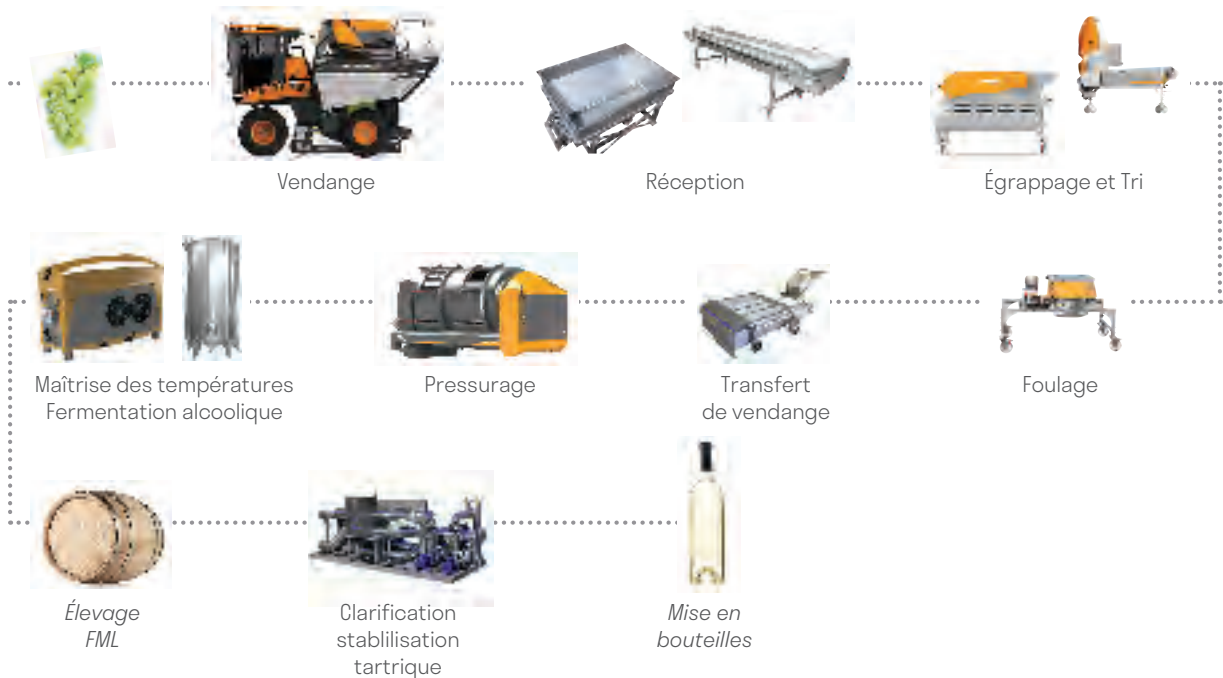 Vendange
Réception
Égrappage et Tri
Maîtrise des températures
Fermentation alcoolique
Pressurage
Transfert
de vendange
Foulage
Élevage
FML
Clarification
stablilisation
tartrique
Mise en
bouteilles